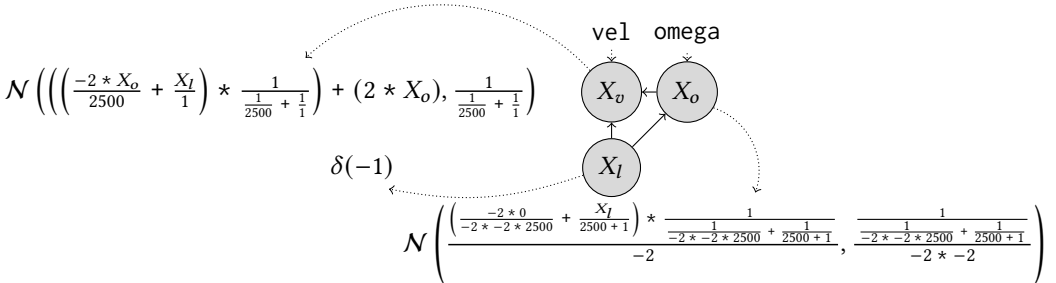 vel omega
X_v X_o
𝒩 ( ( ( (-2 * X_o)/2500 + X_l/1 ) * 1/(1/2500 + 1/1) ) + (2 * X_o), 1/(1/2500 + 1/1) )
X_l
δ(-1)
𝒩 ( ( ( (-2 * 0)/(-2 * -2 * 2500) + X_l/(2500 + 1) ) * 1/(1/(-2 * -2 * 2500) + 1/(2500 + 1)) )/-2, ( 1/(1/(-2 * -2 * 2500) + 1/(2500 + 1)) )/(-2 * -2) )